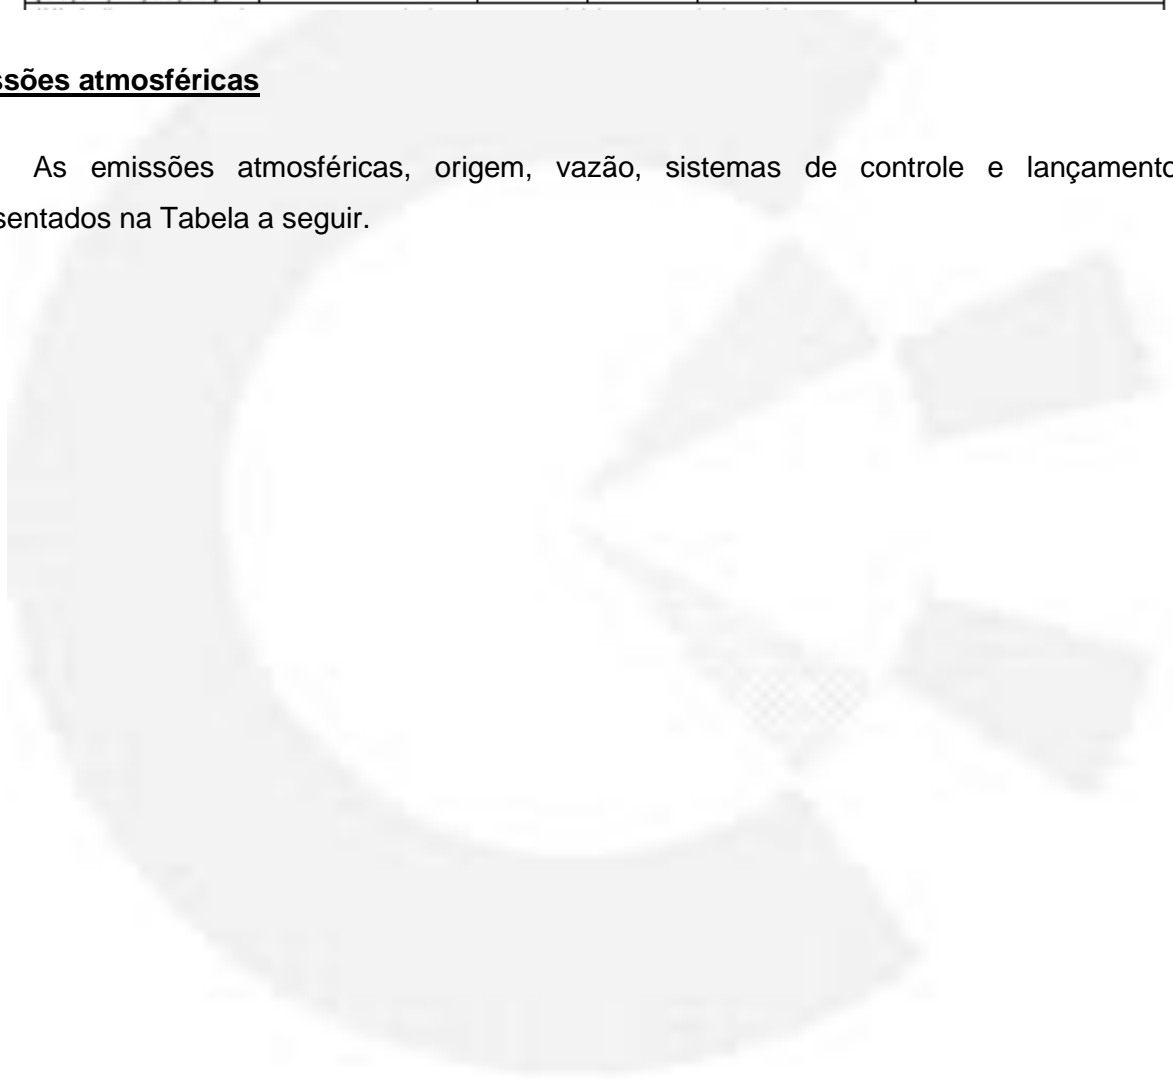 ssões atmosféricas
As emissões atmosféricas, origem, vazão, sistemas de controle e lançamento
sentados na Tabela a seguir.